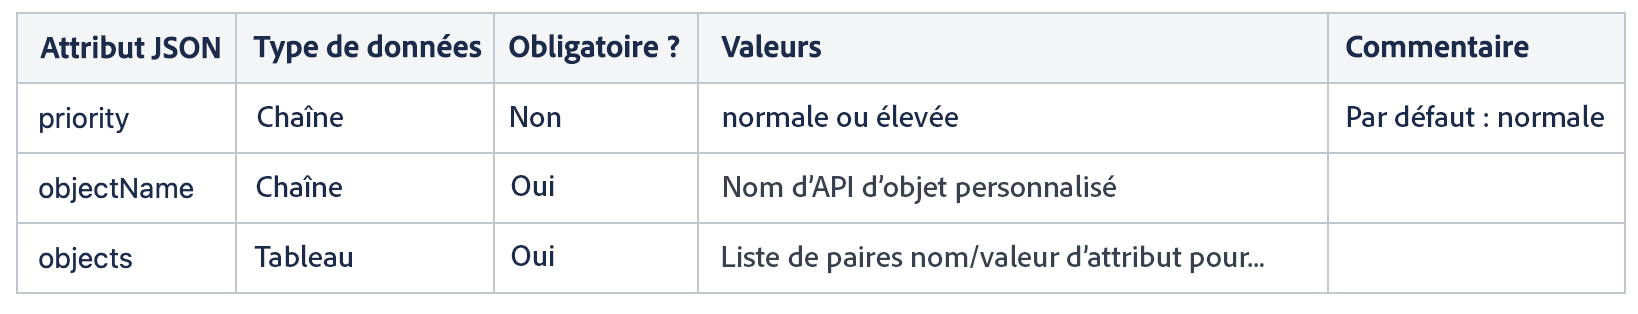 Attribut JSON Type de données Obligatoire ? Valeurs Commentaire
priority Chaîne Non normale ou élevée Par défaut : normale
objectName Chaîne Oui Nom d’API d’objet personnalisé
objects Tableau Oui Liste de paires nom/valeur d’attribut pour...